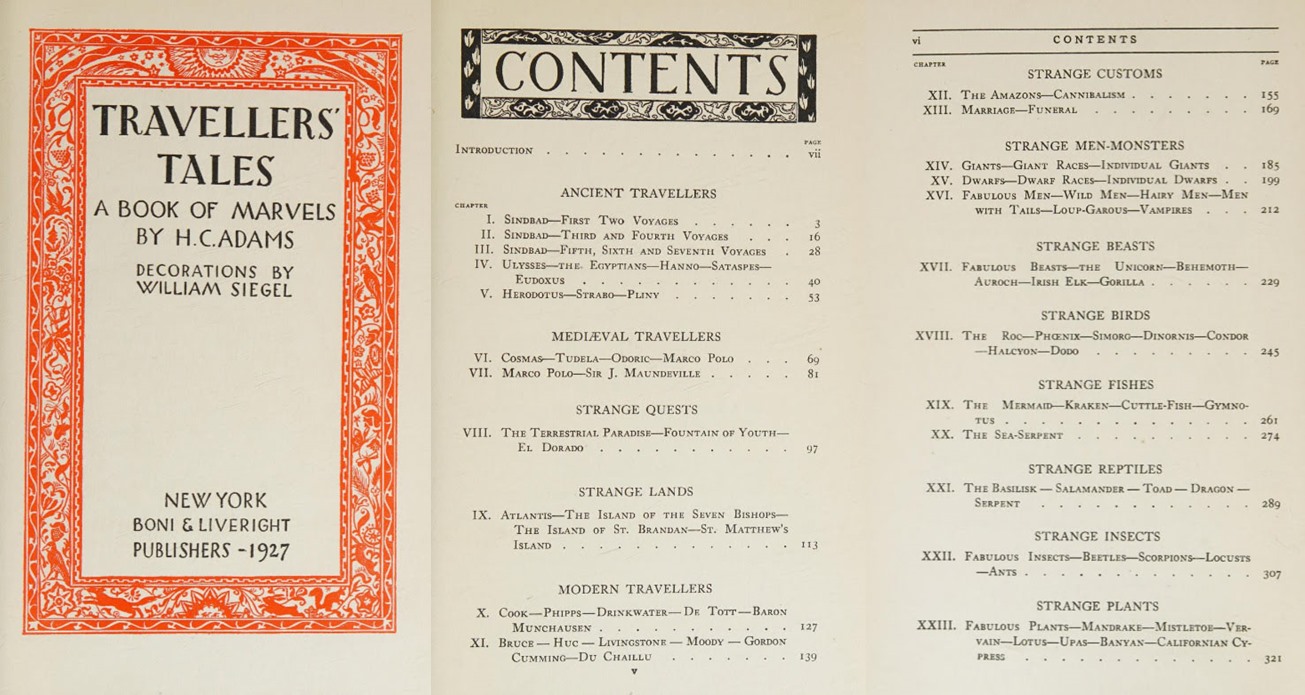 TRAVELLERS'
TALES
A BOOK OF MARVELS
BY H.C.ADAMS
DECORATIONS BY
WILLIAM SIEGEL
NEW YORK
BONI & LIVERIGHT
PUBLISHERS - 1927
CONTENTS
PAGE
INTRODUCTION . . . . . . . . . . . . . vii
ANCIENT TRAVELLERS
CHAPTER
I. SINDBAD—FIRST TWO VOYAGES . . . . . . 3
II. SINDBAD—THIRD AND FOURTH VOYAGES . . . 16
III. SINDBAD—FIFTH, SIXTH AND SEVENTH VOYAGES . 28
IV. ULYSSES—THE EGYPTIANS—HANNO—SATASPES—
EUDOXUS . . . . . . . . . . . 40
V. HERODOTUS—STRABO—PLINY . . . . . . . 53
MEDIÆVAL TRAVELLERS
VI. COSMAS—TUDELA—ODORIC—MARCO POLO . . . 69
VII. MARCO POLO—SIR J. MAUNDEVILLE . . . . . 81
STRANGE QUESTS
VIII. THE TERRESTRIAL PARADISE—FOUNTAIN OF YOUTH—
EL DORADO . . . . . . . . . . . 97
STRANGE LANDS
IX. ATLANTIS—THE ISLAND OF THE SEVEN BISHOPS—
THE ISLAND OF ST. BRANDAN—ST. MATTHEW'S
ISLAND . . . . . . . . . . . . . 113
MODERN TRAVELLERS
X. COOK—PHIPPS—DRINKWATER—DE TOTT—BARON
MUNCHAUSEN . . . . . . . . . . . 127
XI. BRUCE — HUC — LIVINGSTONE — MOODY — GORDON
CUMMING—DU CHAILLU . . . . . . . 139
v
vi CONTENTS
CHAPTER PAGE
STRANGE CUSTOMS
XII. THE AMAZONS—CANNIBALISM . . . . . . . 155
XIII. MARRIAGE—FUNERAL . . . . . . . . . 169
STRANGE MEN-MONSTERS
XIV. GIANTS—GIANT RACES—INDIVIDUAL GIANTS . . 185
XV. DWARFS—DWARF RACES—INDIVIDUAL DWARFS . . 199
XVI. FABULOUS MEN—WILD MEN—HAIRY MEN—MEN
WITH TAILS—LOUP-GAROUS—VAMPIRES . . . 212
STRANGE BEASTS
XVII. FABULOUS BEASTS—THE UNICORN—BEHEMOTH—
AUROCH—IRISH ELK—GORILLA . . . . . . 229
STRANGE BIRDS
XVIII. THE ROC—PHŒNIX—SIMORG—DINORNIS—CONDOR
—HALCYON—DODO . . . . . . . . . 245
STRANGE FISHES
XIX. THE MERMAID—KRAKEN—CUTTLE-FISH—GYMNO-
TUS . . . . . . . . . . . . . . 261
XX. THE SEA-SERPENT . . . . . . . . . . 274
STRANGE REPTILES
XXI. THE BASILISK — SALAMANDER — TOAD — DRAGON —
SERPENT . . . . . . . . . . . . . 289
STRANGE INSECTS
XXII. FABULOUS INSECTS—BEETLES—SCORPIONS—LOCUSTS
—ANTS . . . . . . . . . . . . . 307
STRANGE PLANTS
XXIII. FABULOUS PLANTS—MANDRAKE—MISTLETOE—VER-
VAIN—LOTUS—UPAS—BANYAN—CALIFORNIAN CY-
PRESS . . . . . . . . . . . . . 321